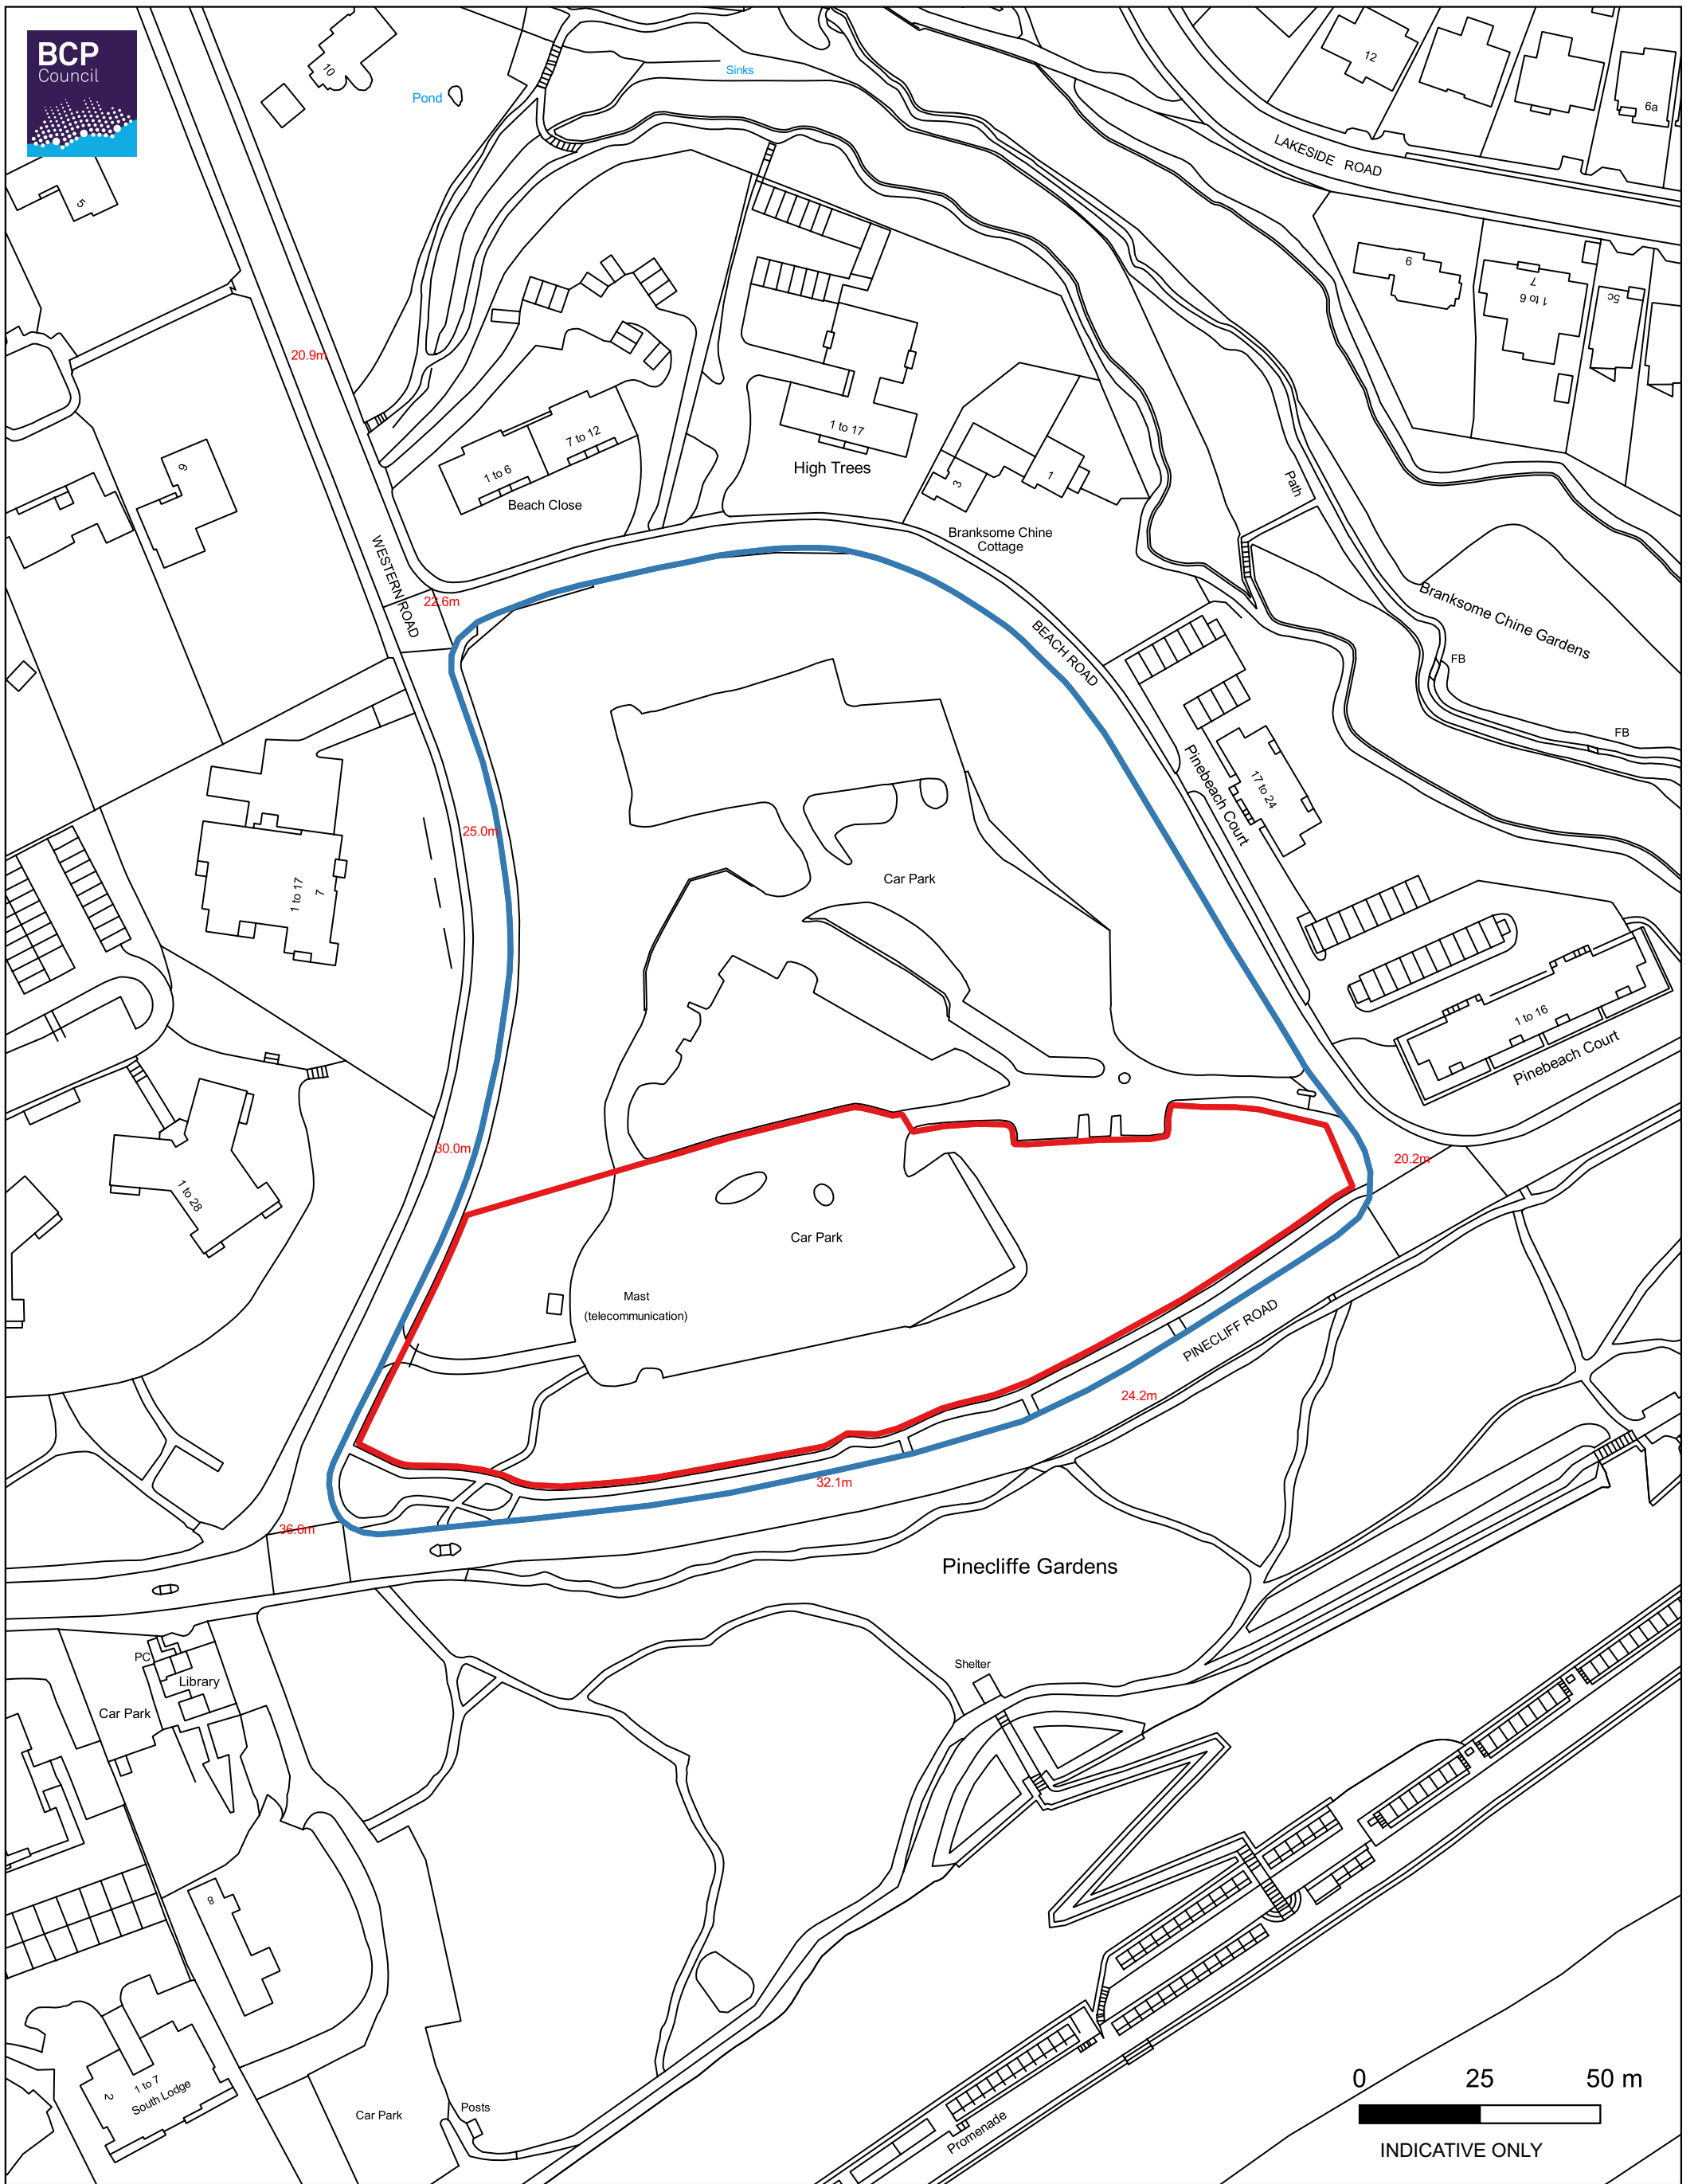 BCP
Council
10
Pond
Sinks
12
6a
LAKESIDE ROAD
5
6
7
1 to 6
5c
20.9m
9
1 to 6
7 to 12
Beach Close
1 to 17
High Trees
3
1
Branksome Chine
Cottage
Path
WESTERN ROAD
22.6m
BEACH ROAD
Branksome Chine Gardens
FB
FB
Pinebeach Court
17 to 24
25.0m
1 to 17
7
Car Park
1 to 16
Pinebeach Court
30.0m
20.2m
1 to 28
Car Park
Mast
(telecommunication)
PINECLIFF ROAD
24.2m
32.1m
36.6m
Pinecliffe Gardens
PC
Library
Car Park
Shelter
8
2
1 to 7
South Lodge
Car Park
Posts
Promenade
0 25 50 m
INDICATIVE ONLY